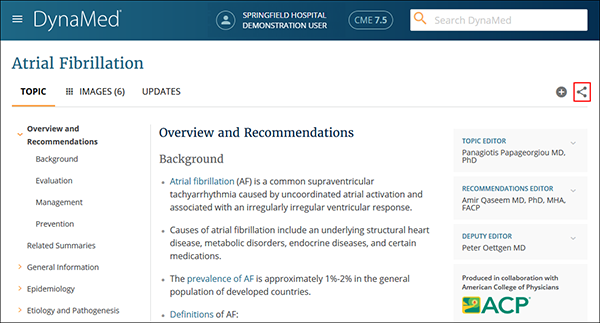 DynaMed®
SPRINGFIELD HOSPITAL
DEMONSTRATION USER
CME 7.5
Search DynaMed
Atrial Fibrillation
TOPIC
IMAGES (6)
UPDATES
Overview and
Recommendations
Background
Evaluation
Management
Prevention
Related Summaries
General Information
Epidemiology
Etiology and Pathogenesis
Overview and Recommendations
Background
• Atrial fibrillation (AF) is a common supraventricular
tachyarrhythmia caused by uncoordinated atrial activation and
associated with an irregularly irregular ventricular response.
• Causes of atrial fibrillation include an underlying structural heart
disease, metabolic disorders, endocrine diseases, and certain
medications.
• The prevalence of AF is approximately 1%-2% in the general
population of developed countries.
• Definitions of AF:
TOPIC EDITOR
Panagiotis Papageorgiou MD,
PhD
RECOMMENDATIONS EDITOR
Amir Qaseem MD, PhD, MHA,
FACP
DEPUTY EDITOR
Peter Oettgen MD
Produced in collaboration with
American College of Physicians
ACP